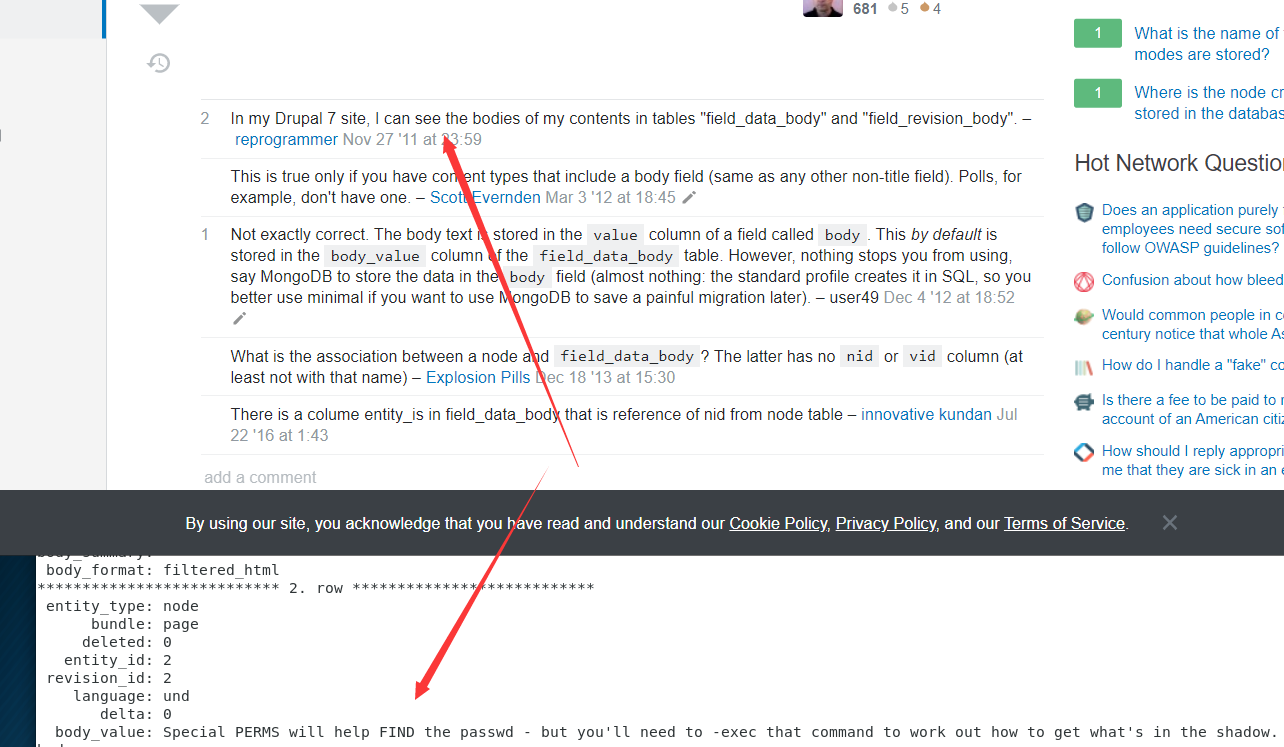 681 5 4
2 In my Drupal 7 site, I can see the bodies of my contents in tables "field_data_body" and "field_revision_body". –
reprogrammer Nov 27 '11 at 23:59
This is true only if you have content types that include a body field (same as any other non-title field). Polls, for
example, don't have one. – Scott Evernden Mar 3 '12 at 18:45
1 Not exactly correct. The body text is stored in the value column of a field called body . This by default is
stored in the body_value column of the field_data_body table. However, nothing stops you from using,
say MongoDB to store the data in the body field (almost nothing: the standard profile creates it in SQL, so you
better use minimal if you want to use MongoDB to save a painful migration later). – user49 Dec 4 '12 at 18:52
What is the association between a node and field_data_body ? The latter has no nid or vid column (at
least not with that name) – Explosion Pills Dec 18 '13 at 15:30
There is a colume entity_is in field_data_body that is reference of nid from node table – innovative kundan Jul
22 '16 at 1:43
add a comment
1 What is the name of
modes are stored?
1 Where is the node cr
stored in the databas
Hot Network Question
Does an application purely
employees need secure sof
follow OWASP guidelines?
Confusion about how bleed
Would common people in c
century notice that whole As
How do I handle a "fake" co
Is there a fee to be paid to
account of an American citiz
How should I reply appropri
me that they are sick in an
By using our site, you acknowledge that you have read and understand our Cookie Policy, Privacy Policy, and our Terms of Service.
body_summary:
body_format: filtered_html
*************************** 2. row ***************************
entity_type: node
bundle: page
deleted: 0
entity_id: 2
revision_id: 2
language: und
delta: 0
body_value: Special PERMS will help FIND the passwd - but you'll need to -exec that command to work out how to get what's in the shadow.